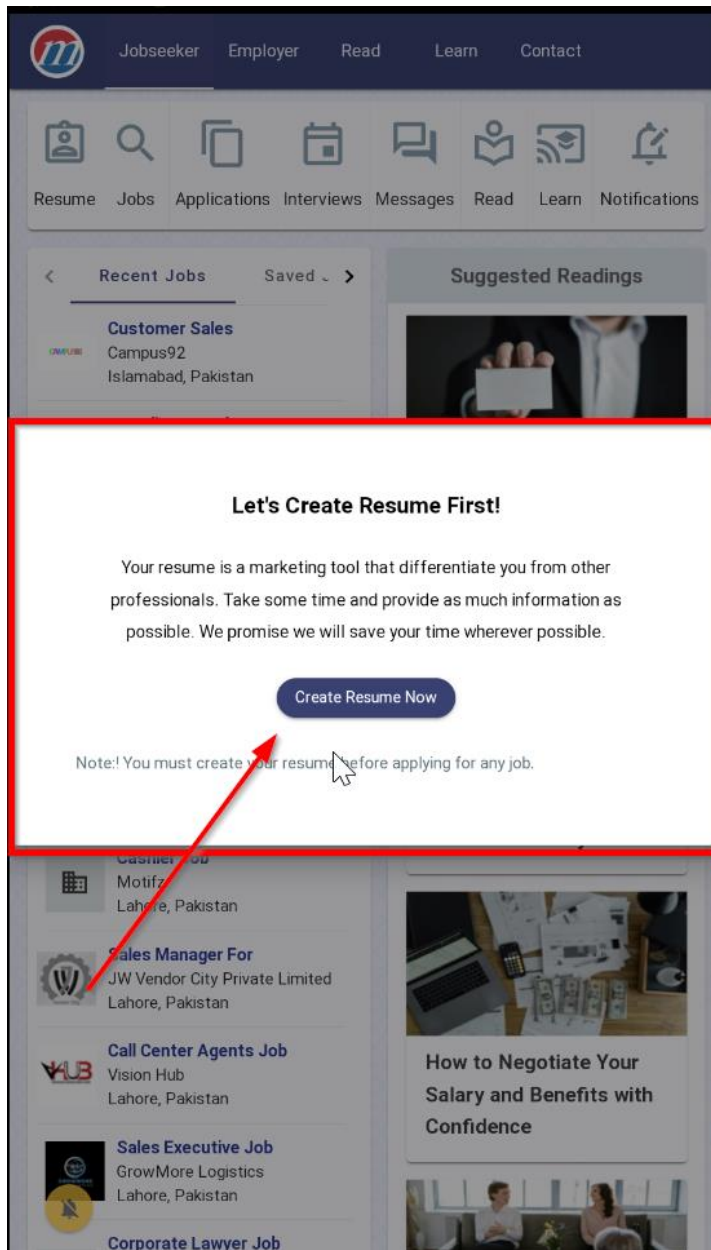 m
Jobseeker Employer Read Learn Contact
Resume Jobs Applications Interviews Messages Read Learn Notifications
Recent Jobs Saved
Suggested Readings
Customer Sales
Campus92
Islamabad, Pakistan
Let's Create Resume First!
Your resume is a marketing tool that differentiate you from other
professionals. Take some time and provide as much information as
possible. We promise we will save your time wherever possible.
Create Resume Now
Note:! You must create your resume before applying for any job.
Cashier Job
Motifz
Lahore, Pakistan
Sales Manager For
JW Vendor City Private Limited
Lahore, Pakistan
Call Center Agents Job
Vision Hub
Lahore, Pakistan
Sales Executive Job
GrowMore Logistics
Lahore, Pakistan
Corporate Lawyer Job
How to Negotiate Your
Salary and Benefits with
Confidence